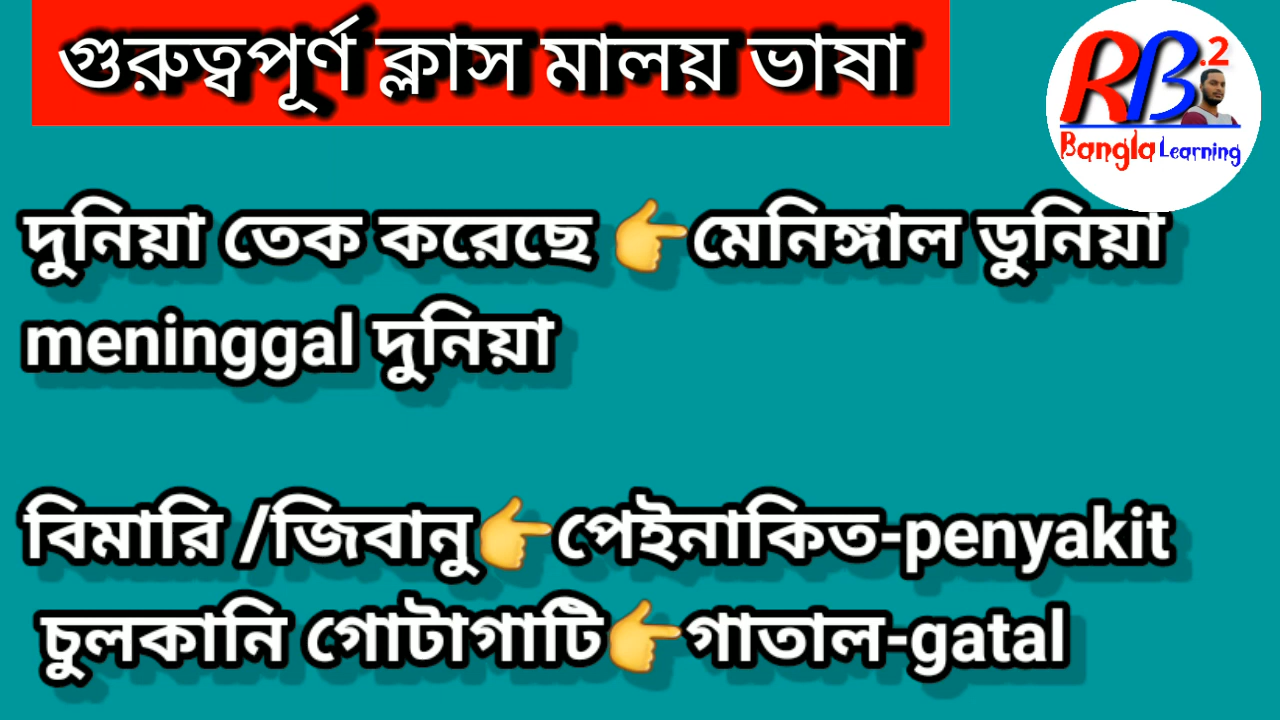 গুরুত্বপূর্ণ ক্লাস মালয় ভাষা
RB.2
Bangla Learning
দুনিয়া তেক করেছে 👉মেনিঙ্গাল ডুনিয়া
meninggal দুনিয়া
বিমারি /জিবানু👉পেইনাকিত-penyakit
চুলকানি গোটাগাটি👉গাতাল-gatal